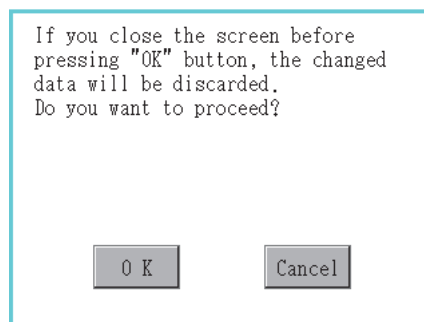 If you close the screen before
pressing "OK" button, the changed
data will be discarded.
Do you want to proceed?
O K
Cancel